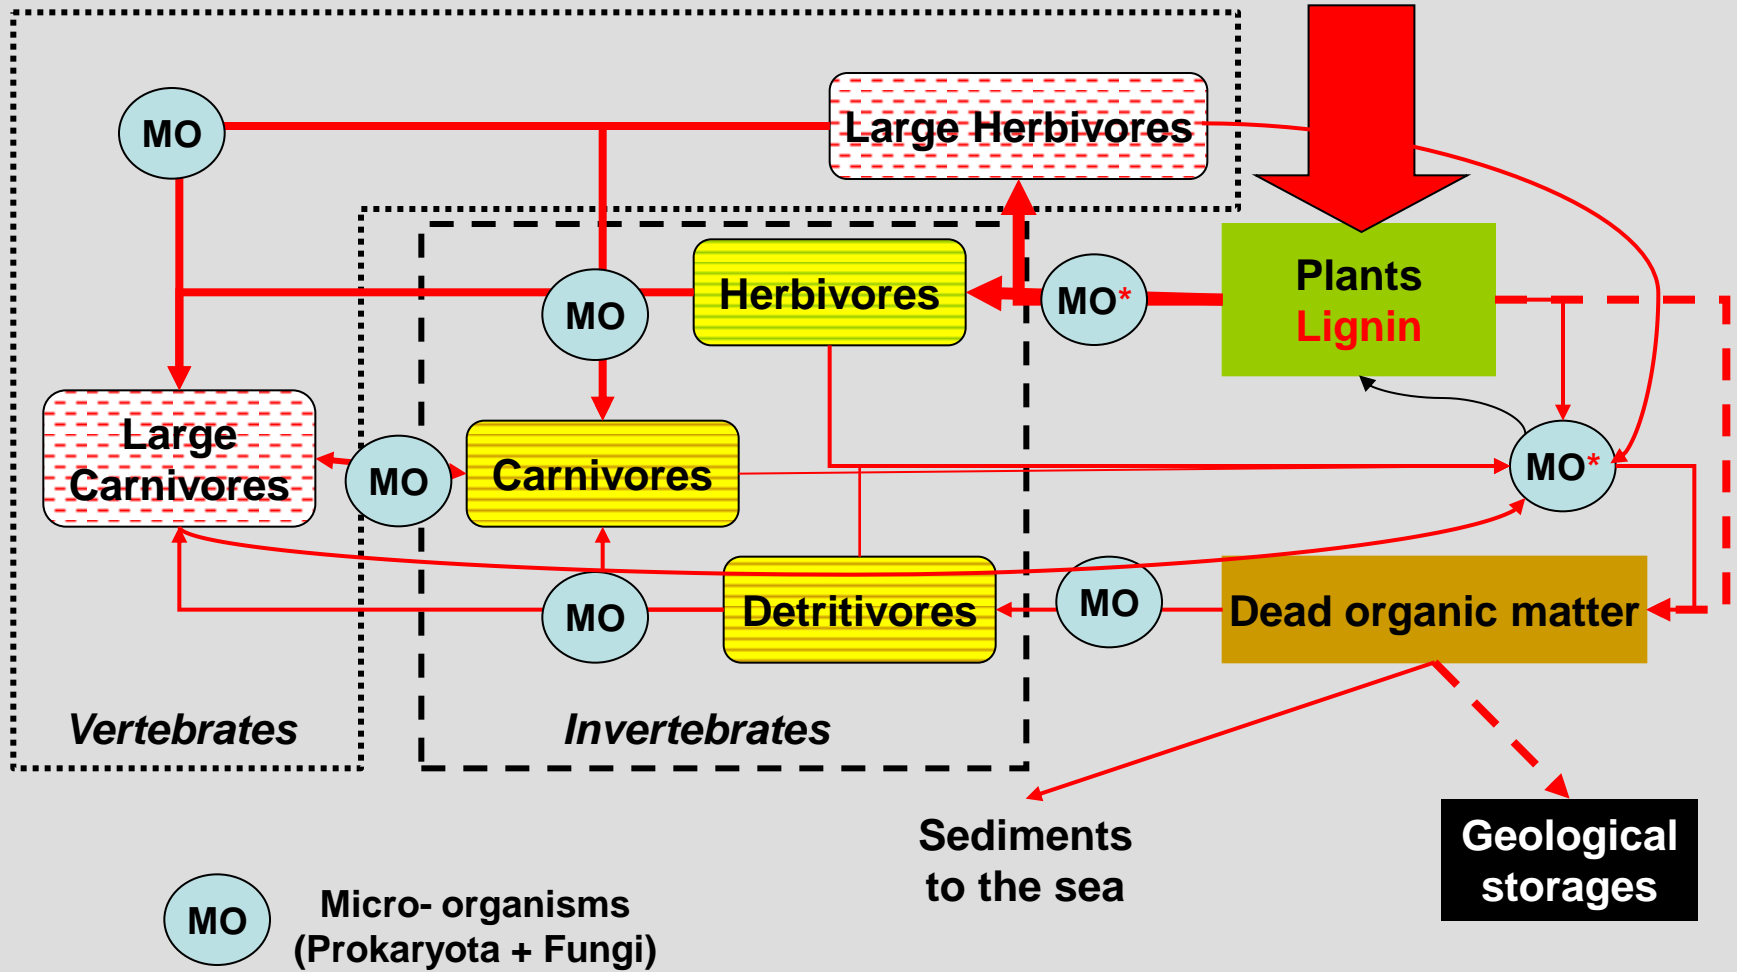 MO
Large Herbivores
Herbivores
MO
MO*
Plants
Lignin
Large
Carnivores
MO
Carnivores
MO*
MO
Detritivores
MO
Dead organic matter
Vertebrates
Invertebrates
Sediments
to the sea
Geological
storages
MO
Micro- organisms
(Prokaryota + Fungi)